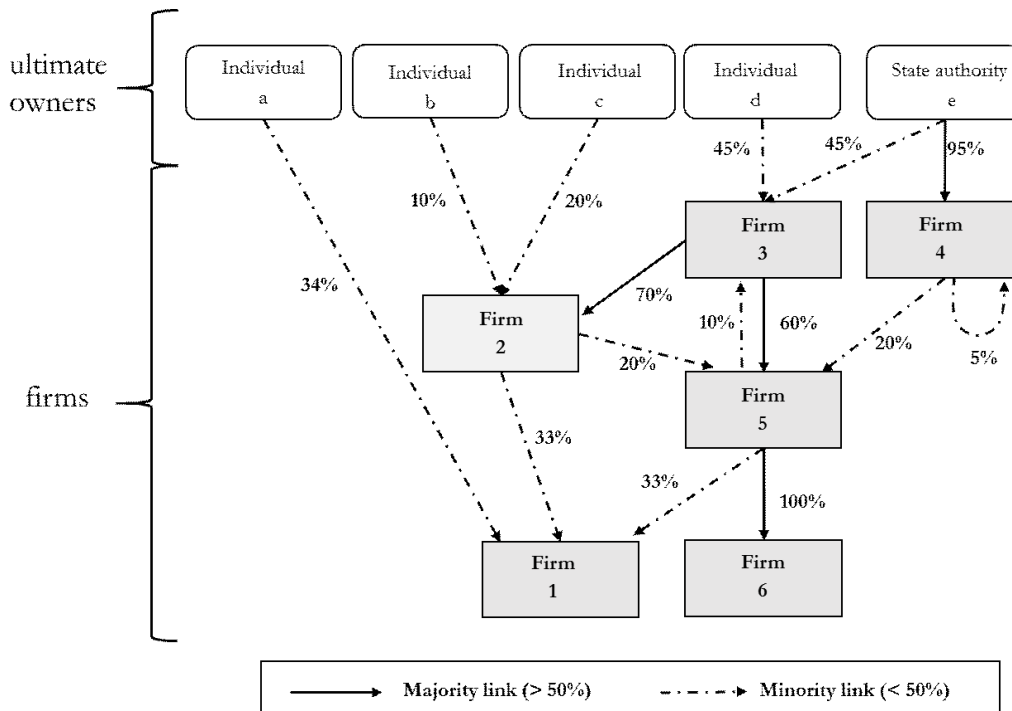 ultimate
owners
Individual
a
Individual
b
Individual
c
Individual
d
State authority
e
45%
45%
95%
10%
20%
Firm
3
Firm
4
34%
70%
Firm
2
10%
60%
20%
5%
20%
firms
Firm
5
33%
33%
100%
Firm
1
Firm
6
Majority link (> 50%)
Minority link (< 50%)